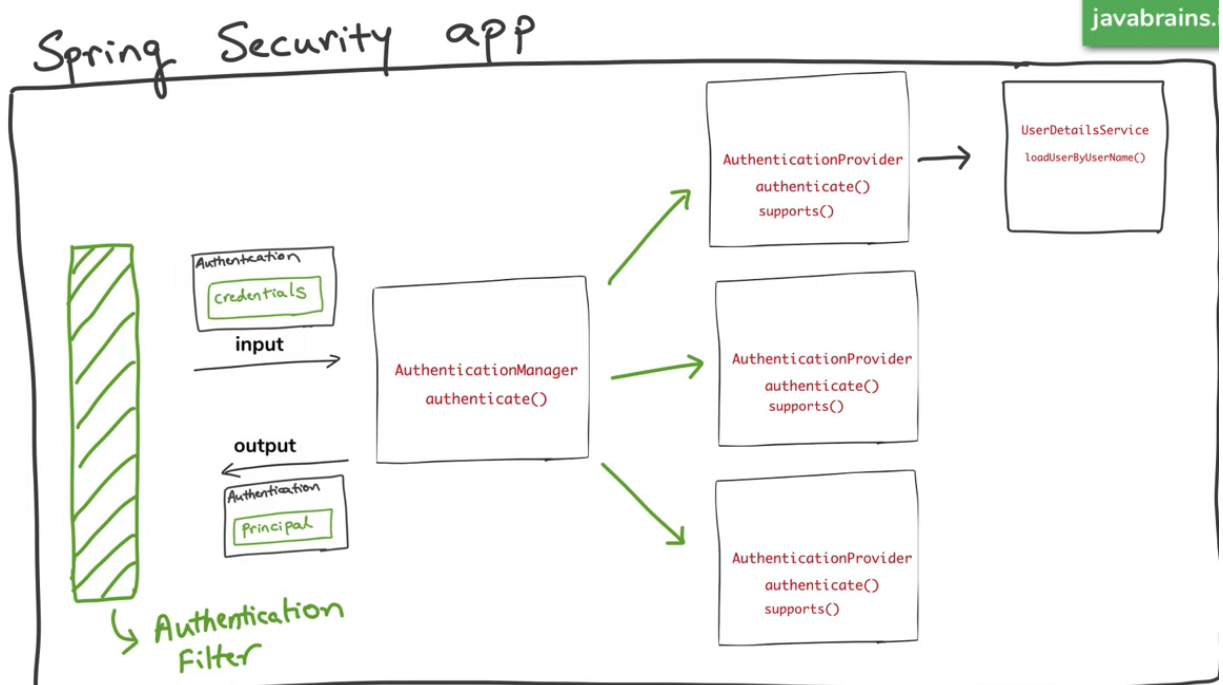 Spring Security app
javabrains.i
AuthenticationProvider
authenticate()
supports()
UserDetailsService
loadUserByUserName()
Authentication
credentials
input
AuthenticationManager
authenticate()
AuthenticationProvider
authenticate()
supports()
output
Authentication
principal
AuthenticationProvider
authenticate()
supports()
Authentication
Filter